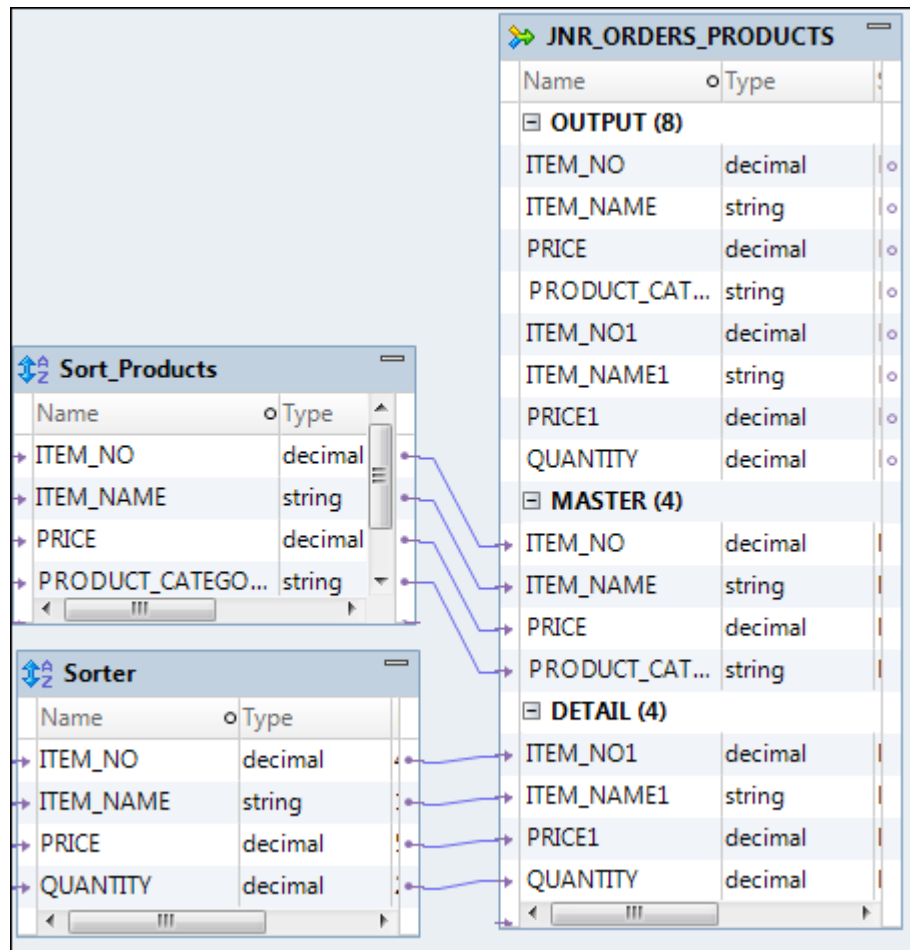 JNR_ORDERS_PRODUCTS
Name Type
OUTPUT (8)
ITEM_NO decimal
ITEM_NAME string
PRICE decimal
PRODUCT_CAT... string
ITEM_NO1 decimal
ITEM_NAME1 string
PRICE1 decimal
QUANTITY decimal
MASTER (4)
ITEM_NO decimal
ITEM_NAME string
PRICE decimal
PRODUCT_CAT... string
DETAIL (4)
ITEM_NO1 decimal
ITEM_NAME1 string
PRICE1 decimal
QUANTITY decimal
Sort_Products
Name Type
ITEM_NO decimal
ITEM_NAME string
PRICE decimal
PRODUCT_CATEGO... string
Sorter
Name Type
ITEM_NO decimal
ITEM_NAME string
PRICE decimal
QUANTITY decimal